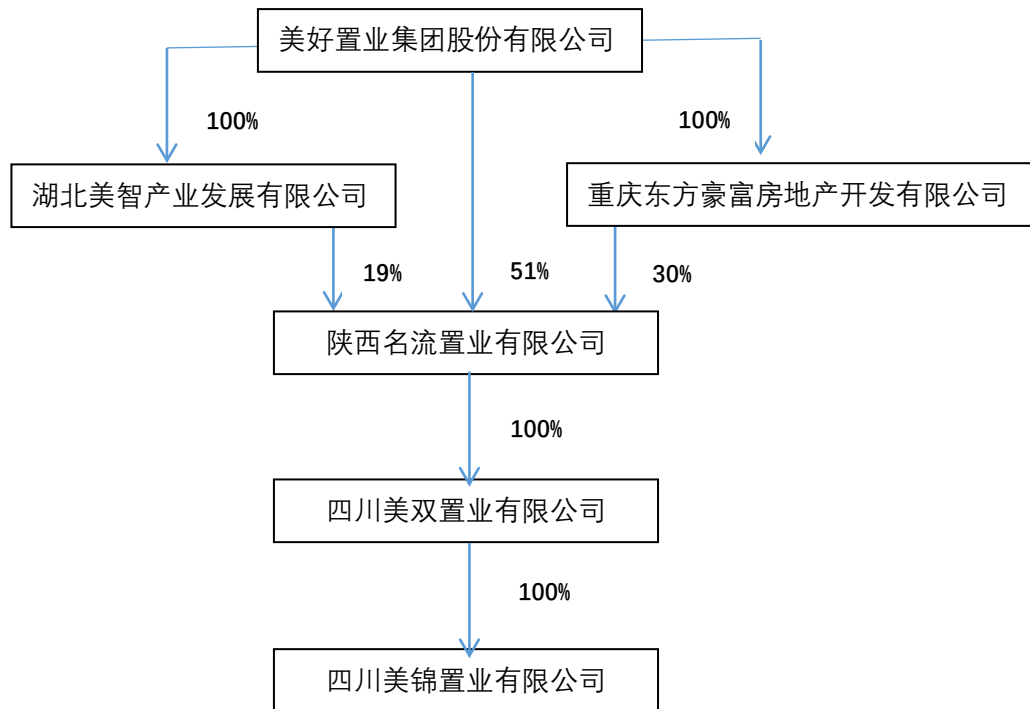 美好置业集团股份有限公司
100%
100%
湖北美智产业发展有限公司
重庆东方豪富房地产开发有限公司
19%
51%
30%
陕西名流置业有限公司
100%
四川美双置业有限公司
100%
四川美锦置业有限公司